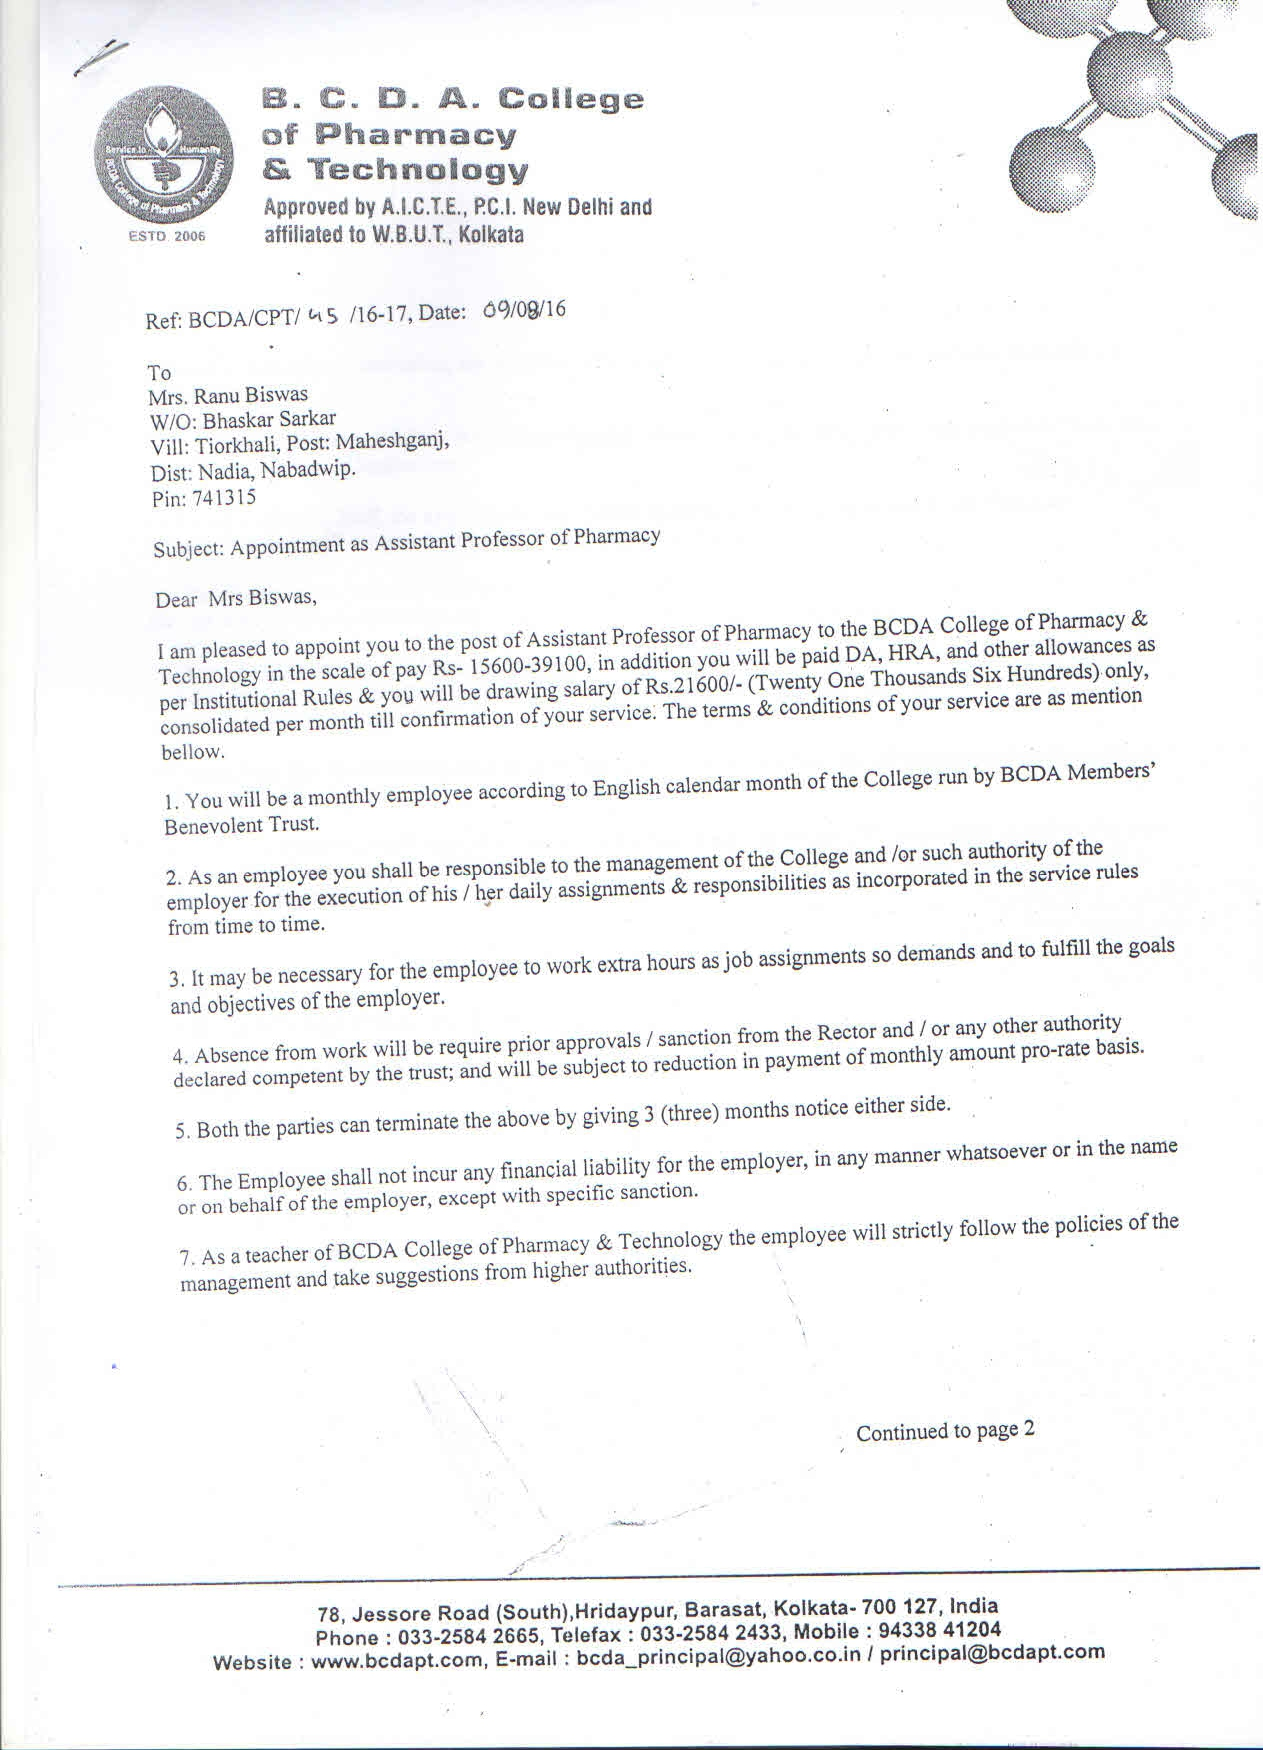 B. C. D. A. College
of Pharmacy
& Technology
Approved by A.I.C.T.E., P.C.I. New Delhi and
affiliated to W.B.U.T., Kolkata
Service to Humanity
BCDA College of Pharmacy & Technology
ESTD. 2006
Ref: BCDA/CPT/ 45 /16-17, Date: 09/08/16
To
Mrs. Ranu Biswas
W/O: Bhaskar Sarkar
Vill: Tiorkhali, Post: Maheshganj,
Dist: Nadia, Nabadwip.
Pin: 741315
Subject: Appointment as Assistant Professor of Pharmacy
Dear Mrs Biswas,
I am pleased to appoint you to the post of Assistant Professor of Pharmacy to the BCDA College of Pharmacy &
Technology in the scale of pay Rs- 15600-39100, in addition you will be paid DA, HRA, and other allowances as
per Institutional Rules & you will be drawing salary of Rs.21600/- (Twenty One Thousands Six Hundreds) only,
consolidated per month till confirmation of your service. The terms & conditions of your service are as mention
bellow.
1. You will be a monthly employee according to English calendar month of the College run by BCDA Members’
Benevolent Trust.
2. As an employee you shall be responsible to the management of the College and /or such authority of the
employer for the execution of his / her daily assignments & responsibilities as incorporated in the service rules
from time to time.
3. It may be necessary for the employee to work extra hours as job assignments so demands and to fulfill the goals
and objectives of the employer.
4. Absence from work will be require prior approvals / sanction from the Rector and / or any other authority
declared competent by the trust; and will be subject to reduction in payment of monthly amount pro-rate basis.
5. Both the parties can terminate the above by giving 3 (three) months notice either side.
6. The Employee shall not incur any financial liability for the employer, in any manner whatsoever or in the name
or on behalf of the employer, except with specific sanction.
7. As a teacher of BCDA College of Pharmacy & Technology the employee will strictly follow the policies of the
management and take suggestions from higher authorities.
Continued to page 2
78, Jessore Road (South),Hridaypur, Barasat, Kolkata- 700 127, India
Phone : 033-2584 2665, Telefax : 033-2584 2433, Mobile : 94338 41204
Website : www.bcdapt.com, E-mail : bcda_principal@yahoo.co.in / principal@bcdapt.com